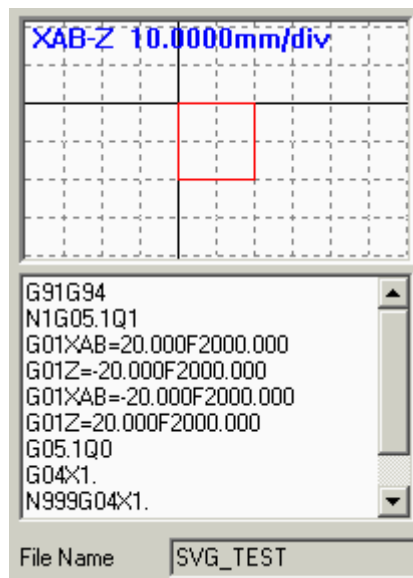 XAB-Z 10.0000mm/div
G91G94
N1G05.1Q1
G01XAB=20.000F2000.000
G01Z=-20.000F2000.000
G01XAB=-20.000F2000.000
G01Z=20.000F2000.000
G05.1Q0
G04X1.
N999G04X1.
File Name SVG_TEST